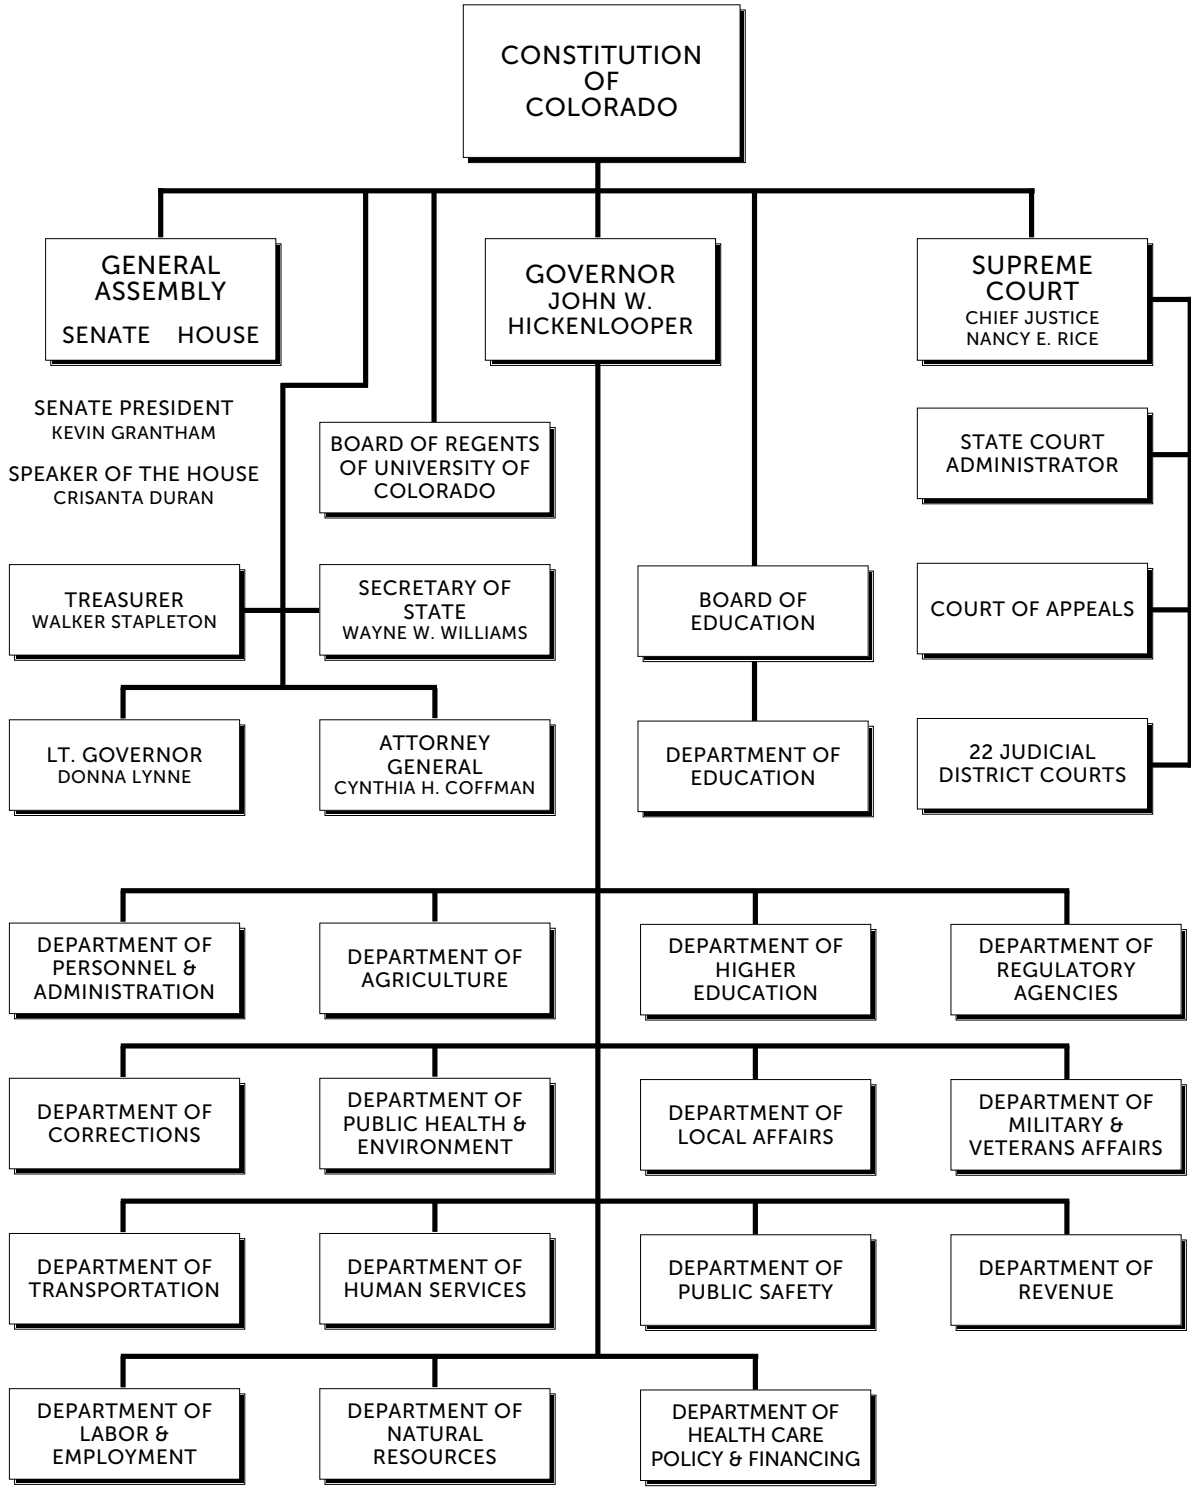 CONSTITUTION
OF
COLORADO
GENERAL
ASSEMBLY
SENATE HOUSE
GOVERNOR
JOHN W.
HICKENLOOPER
SUPREME
COURT
CHIEF JUSTICE
NANCY E. RICE
SENATE PRESIDENT
KEVIN GRANTHAM
SPEAKER OF THE HOUSE
CRISANTA DURAN
BOARD OF REGENTS
OF UNIVERSITY OF
COLORADO
STATE COURT
ADMINISTRATOR
TREASURER
WALKER STAPLETON
SECRETARY OF
STATE
WAYNE W. WILLIAMS
BOARD OF
EDUCATION
COURT OF APPEALS
LT. GOVERNOR
DONNA LYNNE
ATTORNEY
GENERAL
CYNTHIA H. COFFMAN
DEPARTMENT OF
EDUCATION
22 JUDICIAL
DISTRICT COURTS
DEPARTMENT OF
PERSONNEL &
ADMINISTRATION
DEPARTMENT OF
AGRICULTURE
DEPARTMENT OF
HIGHER
EDUCATION
DEPARTMENT OF
REGULATORY
AGENCIES
DEPARTMENT OF
CORRECTIONS
DEPARTMENT OF
PUBLIC HEALTH &
ENVIRONMENT
DEPARTMENT OF
LOCAL AFFAIRS
DEPARTMENT OF
MILITARY &
VETERANS AFFAIRS
DEPARTMENT OF
TRANSPORTATION
DEPARTMENT OF
HUMAN SERVICES
DEPARTMENT OF
PUBLIC SAFETY
DEPARTMENT OF
REVENUE
DEPARTMENT OF
LABOR &
EMPLOYMENT
DEPARTMENT OF
NATURAL
RESOURCES
DEPARTMENT OF
HEALTH CARE
POLICY & FINANCING